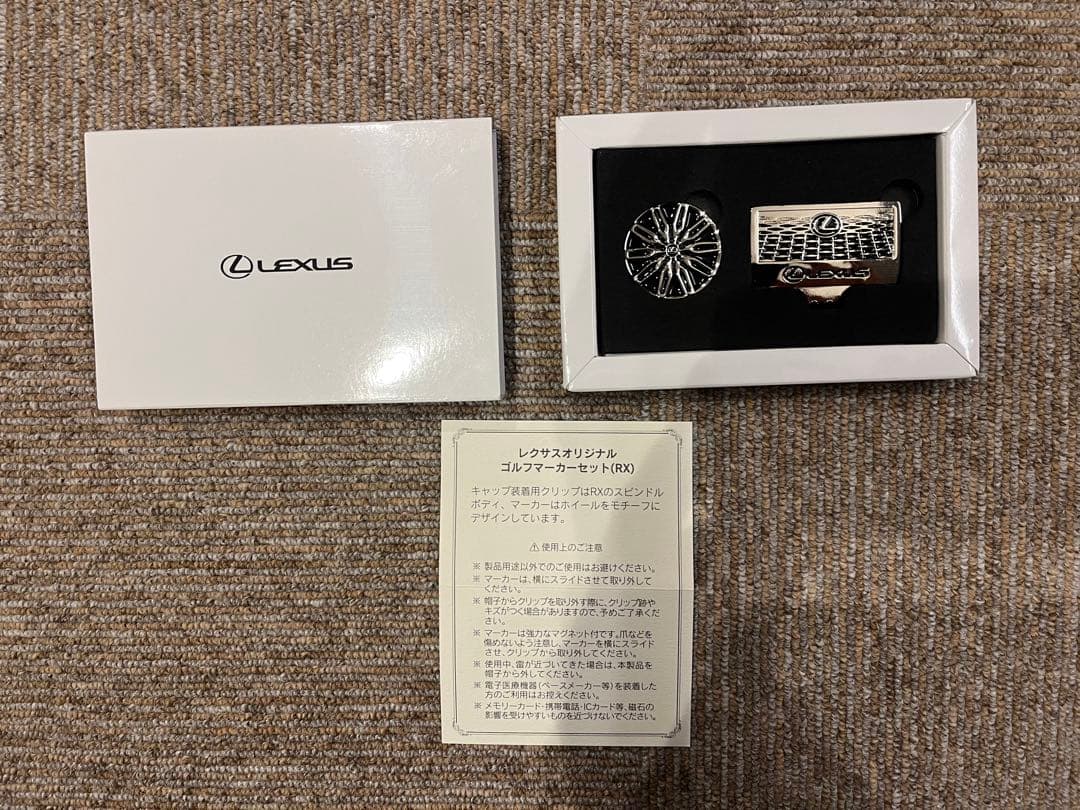 LEXUS
LEXUS
レクサスオリジナル
ゴルフマーカーセット(RX)
キャップ装着用クリップはRXのスピンドル
ボディ、マーカーはホイールをモチーフに
デザインしています。
⚠使用上のご注意
※ 製品用途以外でのご使用はお避けください。
※ マーカーは、横にスライドさせて取り外して
ください。
※ 帽子からクリップを取り外す際に、クリップ跡や
キズがつく場合がありますので、予めご了承くだ
さい。
※ マーカーは強力なマグネット付です。爪などを
傷めないよう注意し、マーカーを横にスライド
させ、クリップから取り外してください。
※ 使用中、雷が近づいてきた場合は、本製品を
帽子から外してください。
※ 電子医療機器(ペースメーカー等)を装着した
方のご利用はお控えください。
※ メモリーカード・携帯電話・ICカード等、磁石の
影響を受けやすいものを近づけないでください。